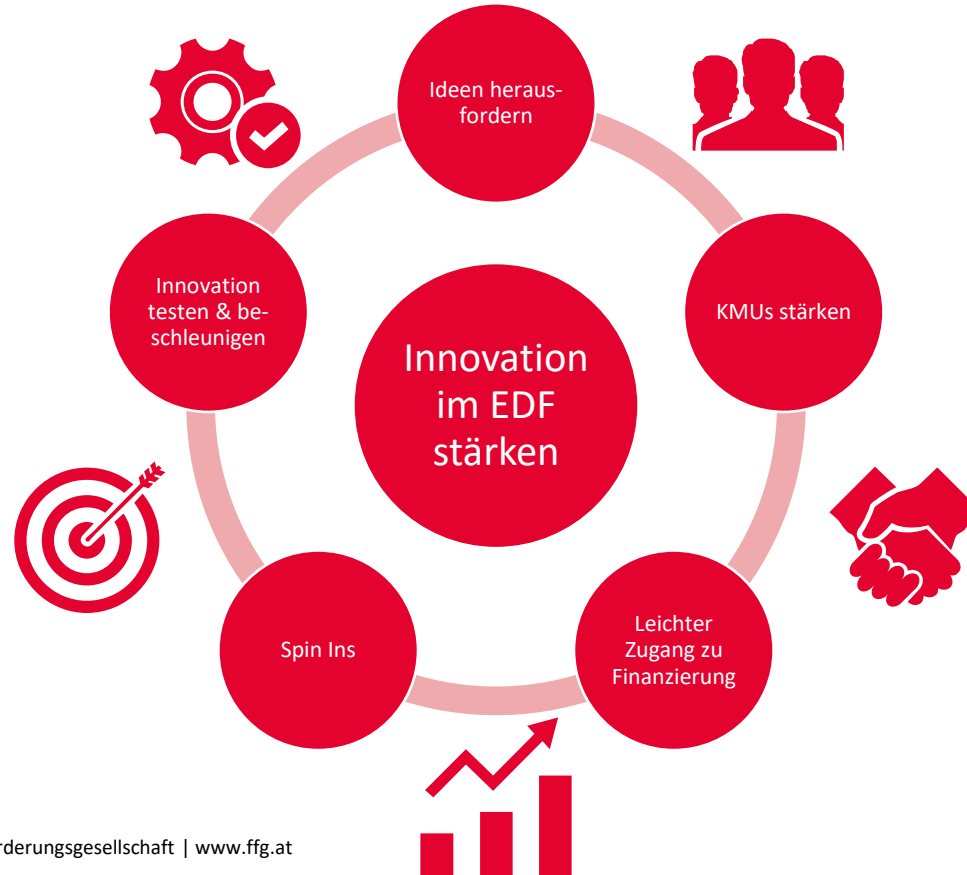 Ideen heraus-
fordern
Innovation
testen & be-
schleunigen
KMUs stärken
Innovation
im EDF
stärken
Spin Ins
Leichter
Zugang zu
Finanzierung
rderungsgesellschaft | www.ffg.at